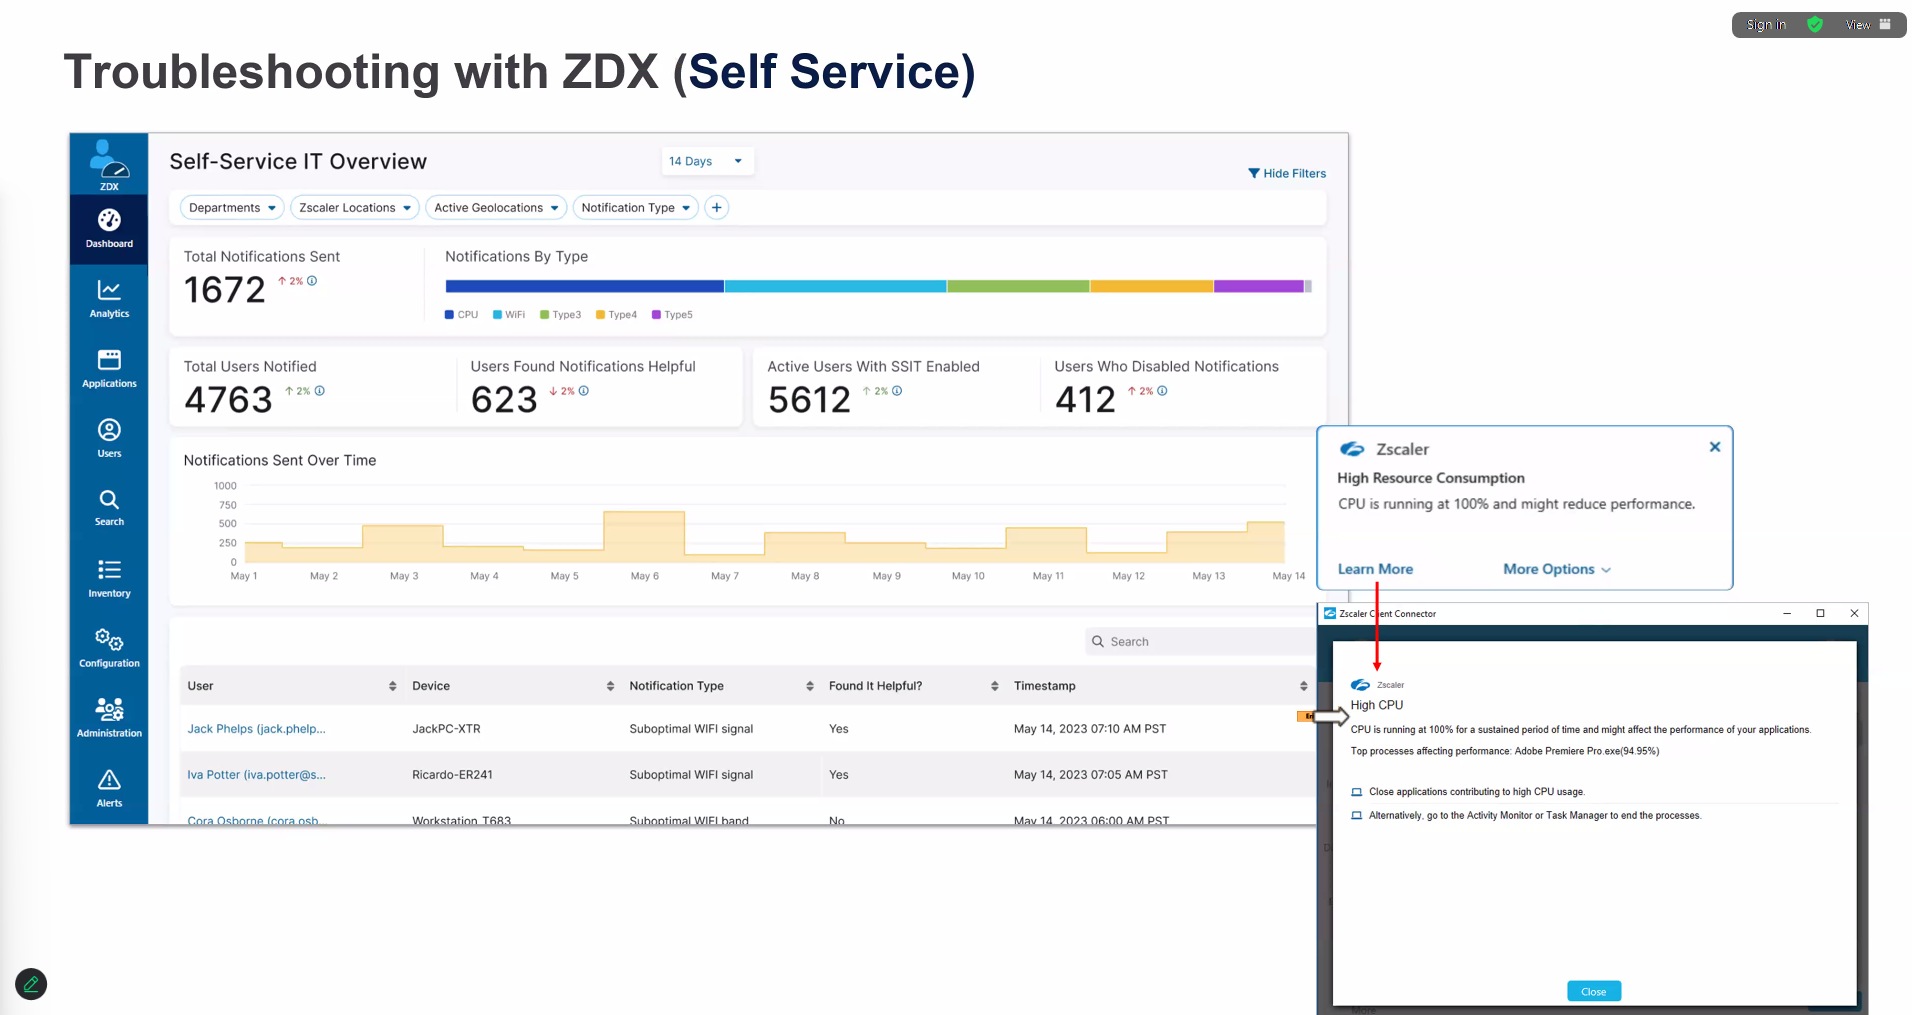 Sign in View
Troubleshooting with ZDX (Self Service)
ZDX
Dashboard
Analytics
Applications
Users
Search
Inventory
Configuration
Administration
Alerts
Self-Service IT Overview
14 Days
Hide Filters
Departments Zscaler Locations Active Geolocations Notification Type +
Total Notifications Sent
1672 ↑ 2%
Notifications By Type
CPU WiFi Type3 Type4 Type5
Total Users Notified
4763 ↑ 2%
Users Found Notifications Helpful
623 ↓ 2%
Active Users With SSIT Enabled
5612 ↑ 2%
Users Who Disabled Notifications
412 ↑ 2%
Notifications Sent Over Time
1000
750
500
250
0
May 1 May 2 May 3 May 4 May 5 May 6 May 7 May 8 May 9 May 10 May 11 May 12 May 13 May 14
Search
User Device Notification Type Found It Helpful? Timestamp
Jack Phelps (jack.phelp... JackPC-XTR Suboptimal WIFI signal Yes May 14, 2023 07:10 AM PST
Iva Potter (iva.potter@s... Ricardo-ER241 Suboptimal WIFI signal Yes May 14, 2023 07:05 AM PST
Cora Osborne (cora.osb... Workstation_T683 Suboptimal WIFI band No May 14, 2023 06:00 AM PST
Zscaler
High Resource Consumption
CPU is running at 100% and might reduce performance.
Learn More More Options
Zscaler Client Connector
Zscaler
High CPU
CPU is running at 100% for a sustained period of time and might affect the performance of your applications.
Top processes affecting performance: Adobe Premiere Pro.exe(94.95%)
Close applications contributing to high CPU usage.
Alternatively, go to the Activity Monitor or Task Manager to end the processes.
Close
More